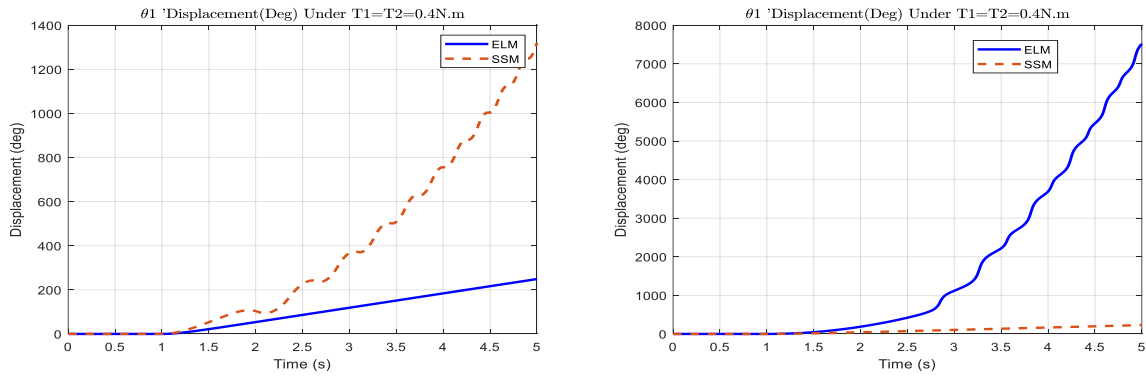 θ1 'Displacement(Deg) Under T1=T2=0.4N.m
1400
1200
1000
800
600
400
200
0
Displacement (deg)
ELM
SSM
0 0.5 1 1.5 2 2.5 3 3.5 4 4.5 5
Time (s)
θ1 'Displacement(Deg) Under T1=T2=0.4N.m
8000
7000
6000
5000
4000
3000
2000
1000
0
Displacement (deg)
ELM
SSM
0 0.5 1 1.5 2 2.5 3 3.5 4 4.5 5
Time (s)